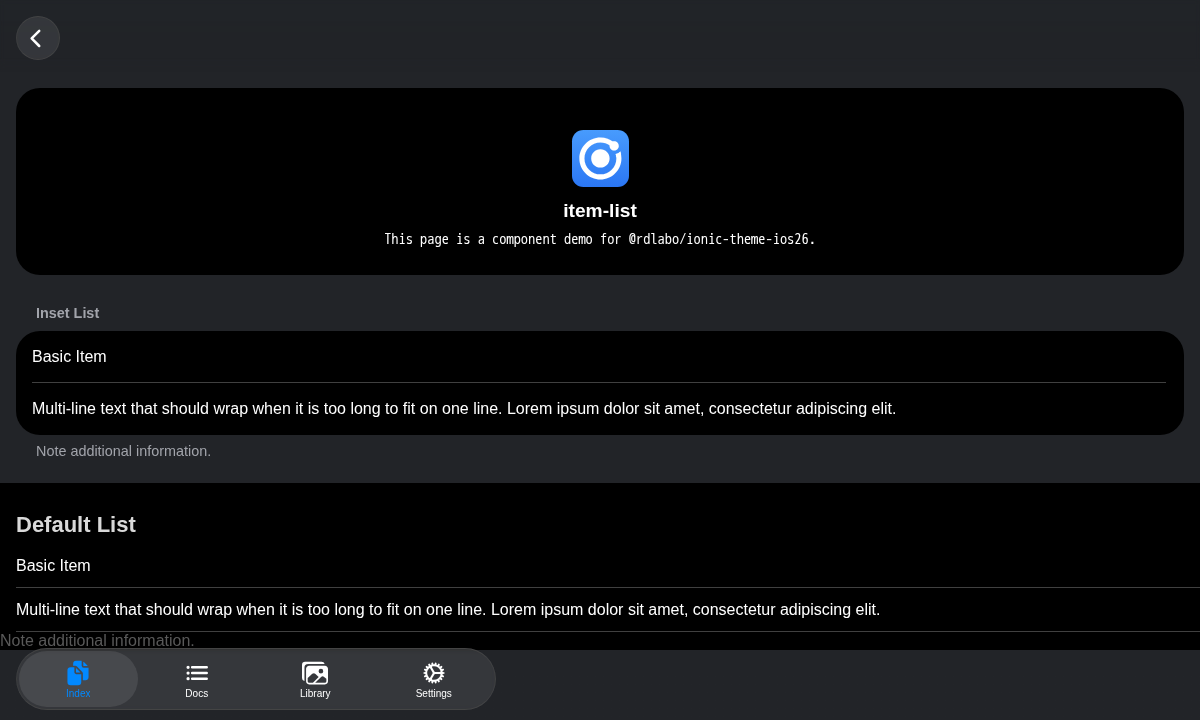 item-list
This page is a component demo for @rdlabo/ionic-theme-ios26.
Inset List
Basic Item
Multi-line text that should wrap when it is too long to fit on one line. Lorem ipsum dolor sit amet, consectetur adipiscing elit.
Note additional information.
Default List
Basic Item
Multi-line text that should wrap when it is too long to fit on one line. Lorem ipsum dolor sit amet, consectetur adipiscing elit.
Note additional information.
Index
Docs
Library
Settings